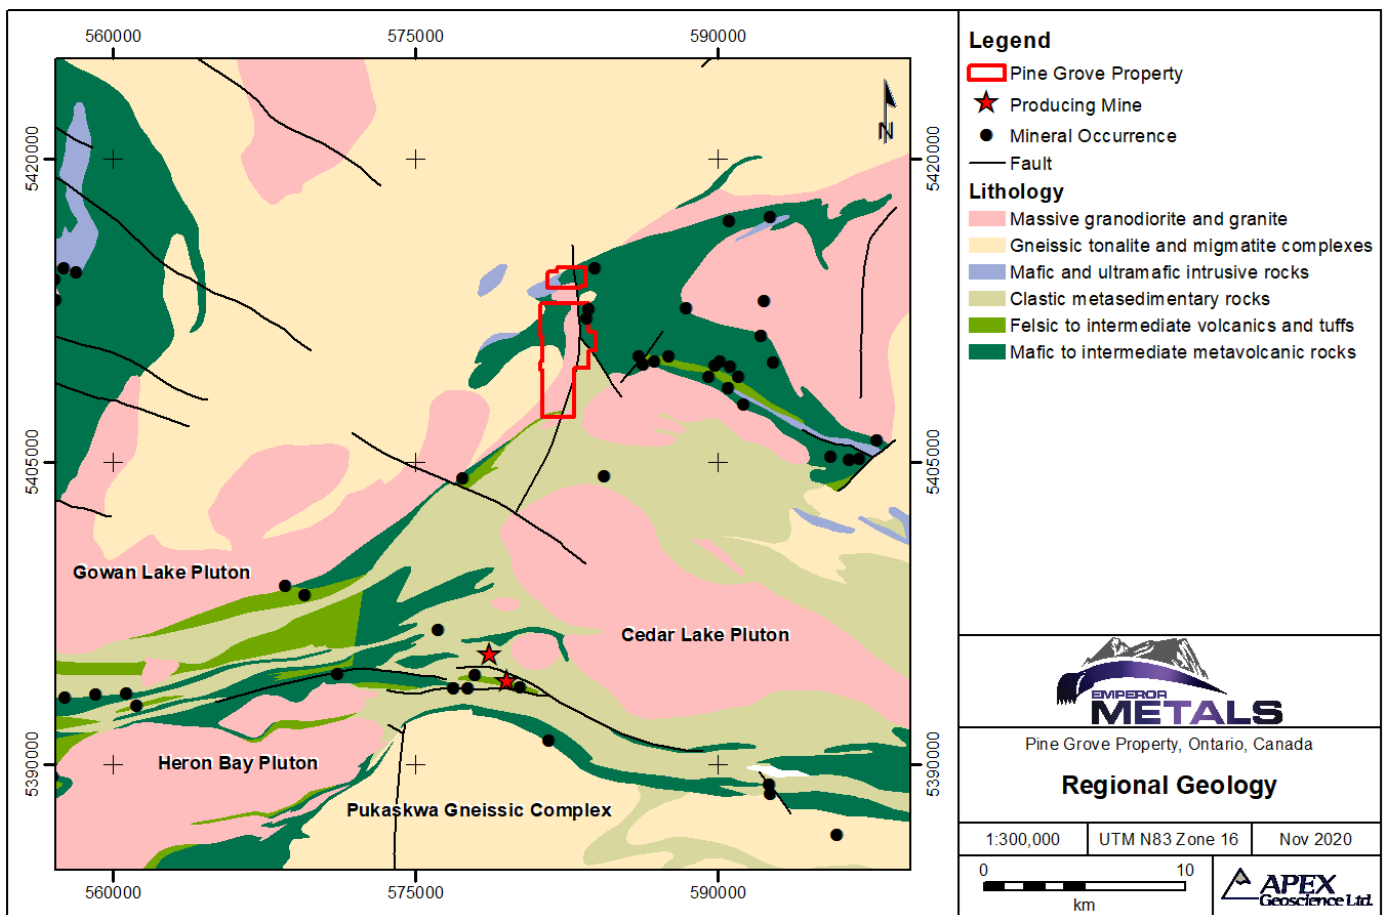 560000
575000
590000
5420000
5420000
N
5405000
5405000
Gowan Lake Pluton
Cedar Lake Pluton
Heron Bay Pluton
Pukaskwa Gneissic Complex
5390000
5390000
560000
575000
590000
Legend
Pine Grove Property
Producing Mine
Mineral Occurrence
Fault
Lithology
Massive granodiorite and granite
Gneissic tonalite and migmatite complexes
Mafic and ultramafic intrusive rocks
Clastic metasedimentary rocks
Felsic to intermediate volcanics and tuffs
Mafic to intermediate metavolcanic rocks
EMPEROR
METALS
Pine Grove Property, Ontario, Canada
Regional Geology
1:300,000
UTM N83 Zone 16
Nov 2020
0 10
km
APEX
Geoscience Ltd.